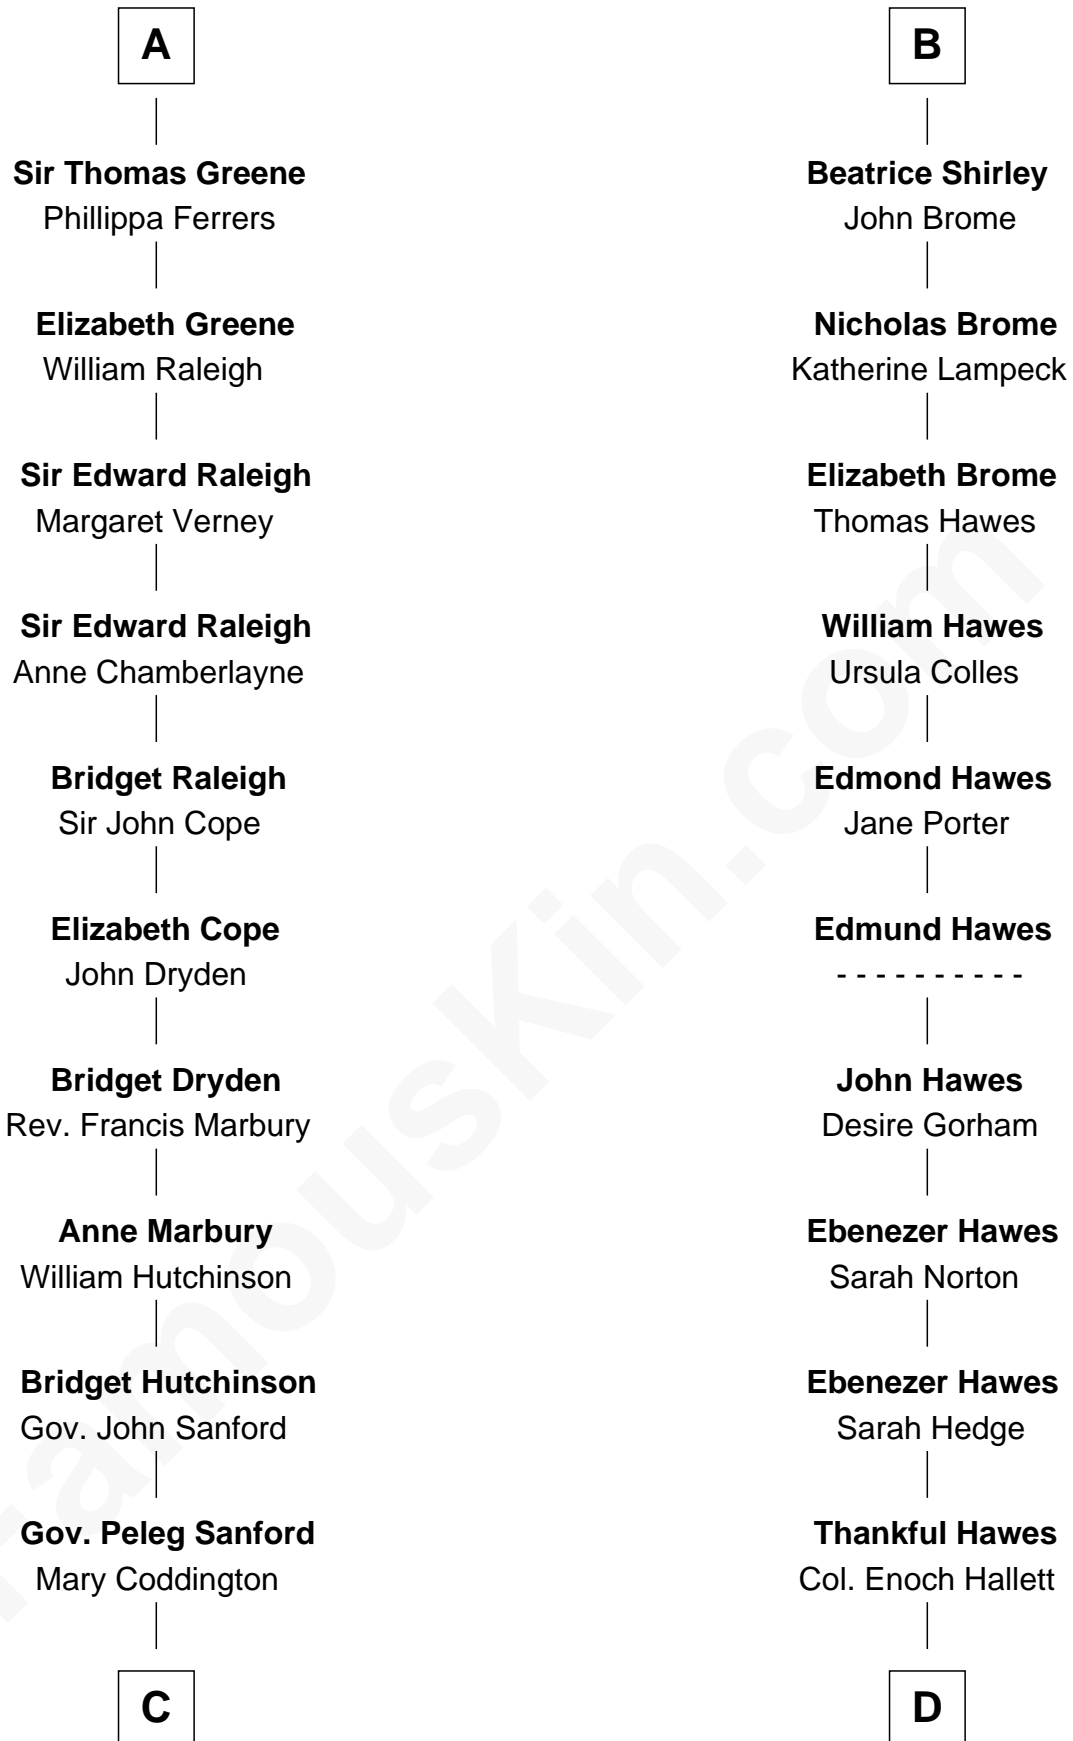 A
Sir Thomas Greene
Phillippa Ferrers
Elizabeth Greene
William Raleigh
Sir Edward Raleigh
Margaret Verney
Sir Edward Raleigh
Anne Chamberlayne
Bridget Raleigh
Sir John Cope
Elizabeth Cope
John Dryden
Bridget Dryden
Rev. Francis Marbury
Anne Marbury
William Hutchinson
Bridget Hutchinson
Gov. John Sanford
Gov. Peleg Sanford
Mary Coddington
C
B
Beatrice Shirley
John Brome
Nicholas Brome
Katherine Lampeck
Elizabeth Brome
Thomas Hawes
William Hawes
Ursula Colles
Edmond Hawes
Jane Porter
Edmund Hawes
- - - - - - - - - -
John Hawes
Desire Gorham
Ebenezer Hawes
Sarah Norton
Ebenezer Hawes
Sarah Hedge
Thankful Hawes
Col. Enoch Hallett
D
FamousKin.com